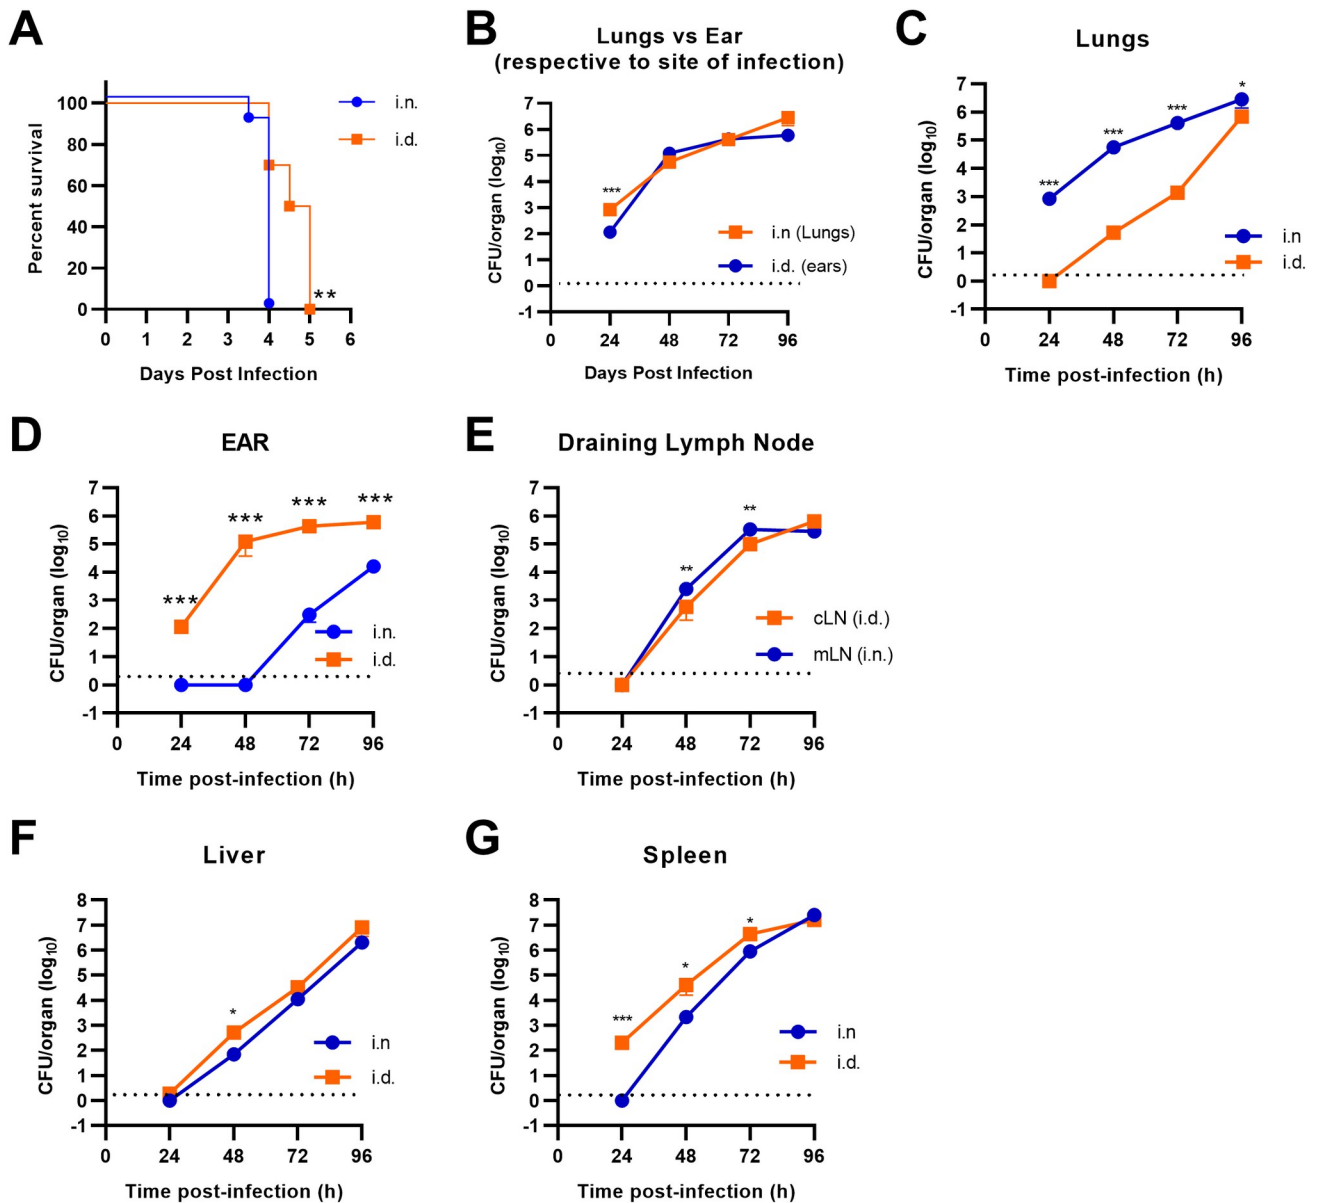 A
100
80
60
40
20
0
Percent survival
0 1 2 3 4 5 6
Days Post Infection
**
i.n.
i.d.
B
Lungs vs Ear
(respective to site of infection)
7
6
5
4
3
2
1
0
-1
CFU/organ (log10)
***
i.n (Lungs)
i.d. (ears)
0 24 48 72 96
Days Post Infection
C
Lungs
7
6
5
4
3
2
1
0
-1
CFU/organ (log10)
*** *** *** *
i.n
i.d.
0 24 48 72 96
Time post-infection (h)
D
EAR
7
6
5
4
3
2
1
0
-1
CFU/organ (log10)
*** *** *** ***
i.n.
i.d.
0 24 48 72 96
Time post-infection (h)
E
Draining Lymph Node
7
6
5
4
3
2
1
0
-1
CFU/organ (log10)
** **
cLN (i.d.)
mLN (i.n.)
0 24 48 72 96
Time post-infection (h)
F
Liver
8
7
6
5
4
3
2
1
0
-1
CFU/organ (log10)
*
i.n
i.d.
0 24 48 72 96
Time post-infection (h)
G
Spleen
8
7
6
5
4
3
2
1
0
-1
CFU/organ (log10)
*** * *
i.n
i.d.
0 24 48 72 96
Time post-infection (h)